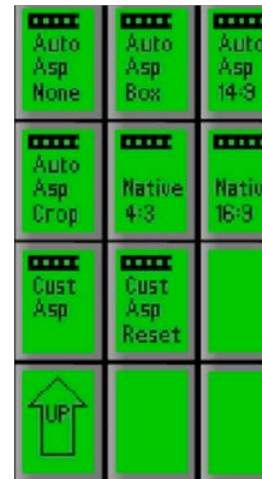 Auto
Asp
None
Auto
Asp
Box
Auto
Asp
14:9
Auto
Asp
Crop
Native
4:3
Nativ
16:9
Cust
Asp
Cust
Asp
Reset
UP